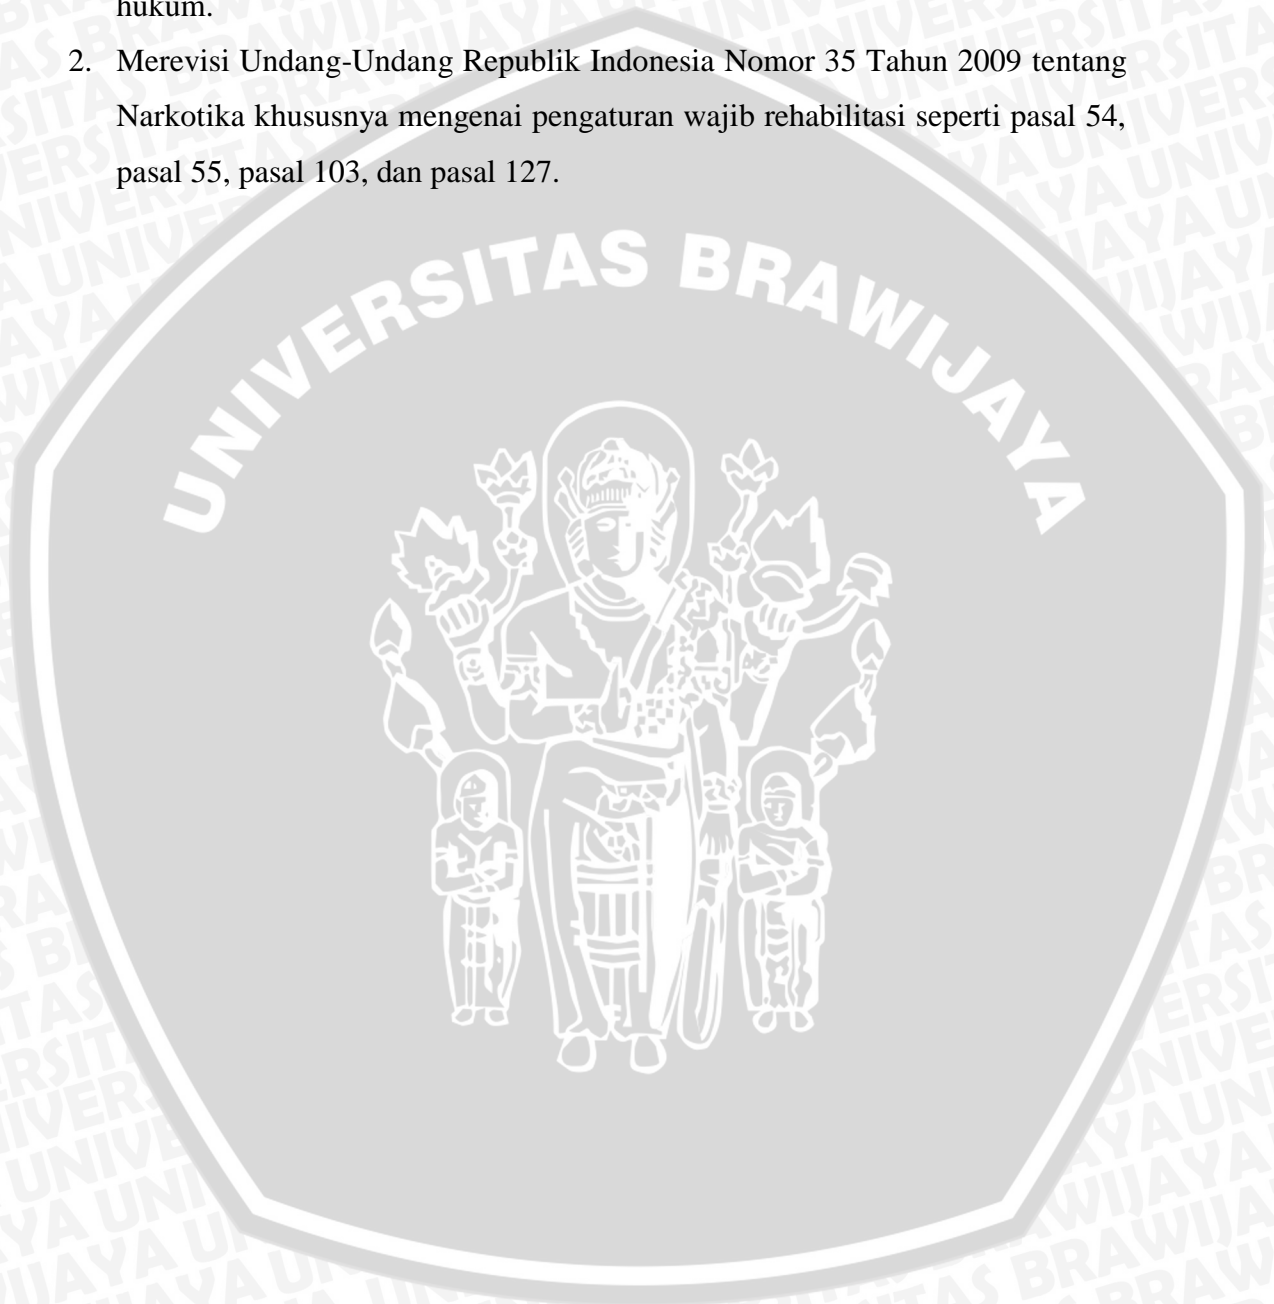 hukum.
2. Merevisi Undang-Undang Republik Indonesia Nomor 35 Tahun 2009 tentang
Narkotika khususnya mengenai pengaturan wajib rehabilitasi seperti pasal 54,
pasal 55, pasal 103, dan pasal 127.
UNIVERSITAS BRAWIJAYA